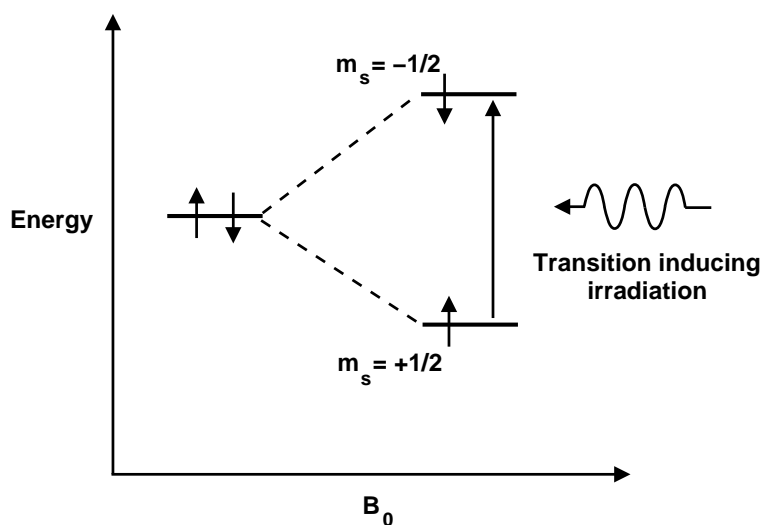 m_s = –1/2
Energy
Transition inducing
irradiation
m_s = +1/2
B_0